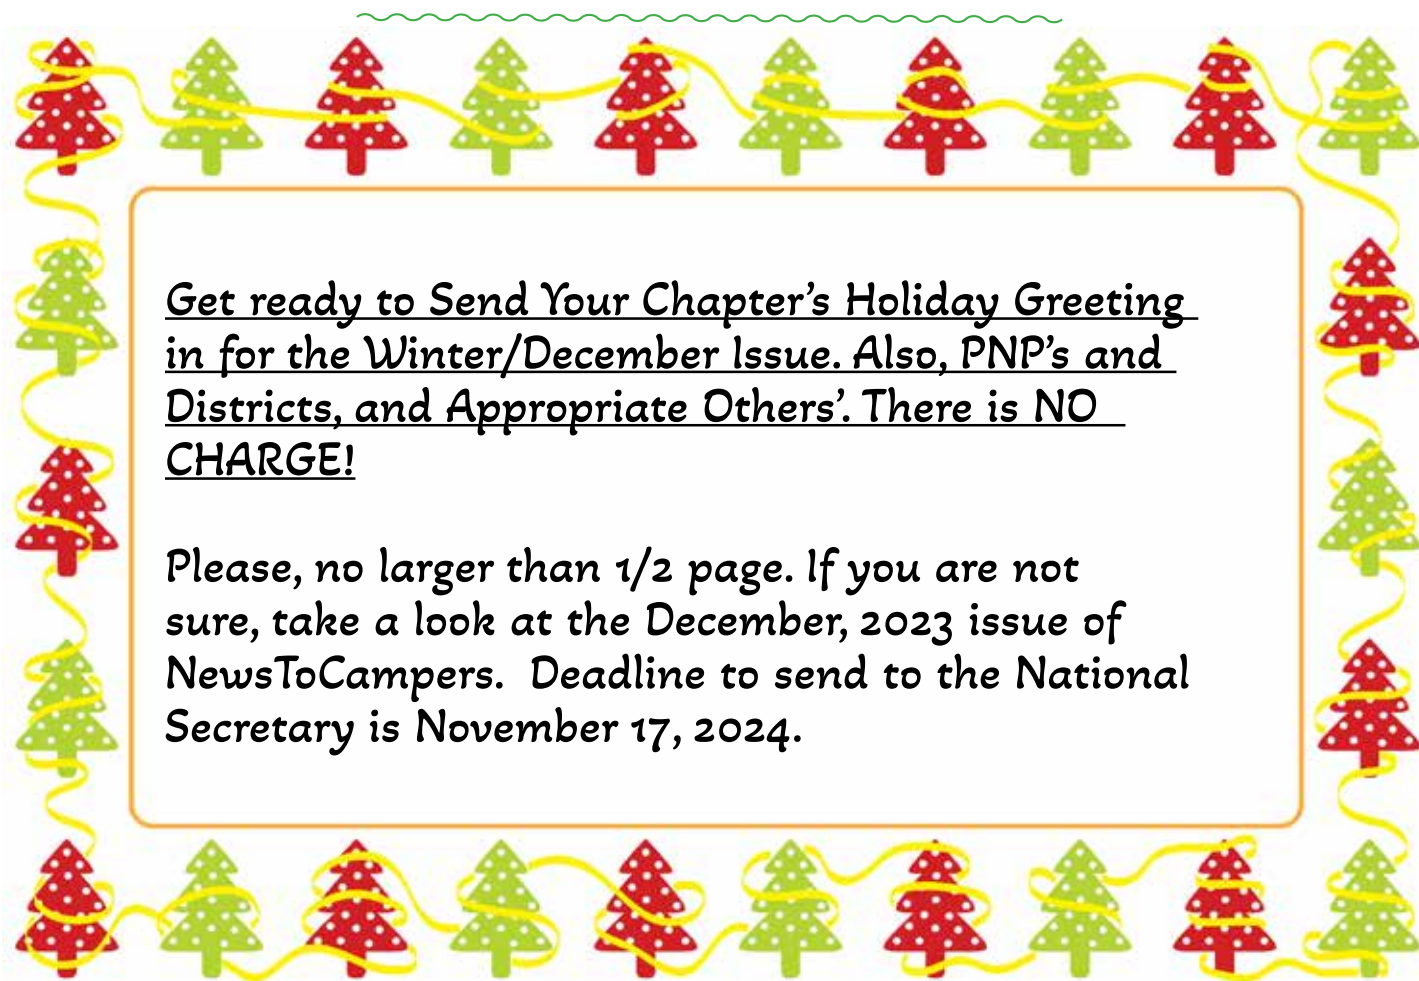 Get ready to Send Your Chapter’s Holiday Greeting
in for the Winter/December Issue. Also, PNP’s and
Districts, and Appropriate Others’. There is NO
CHARGE!
Please, no larger than 1/2 page. If you are not
sure, take a look at the December, 2023 issue of
NewsToCampers.  Deadline to send to the National
Secretary is November 17, 2024.